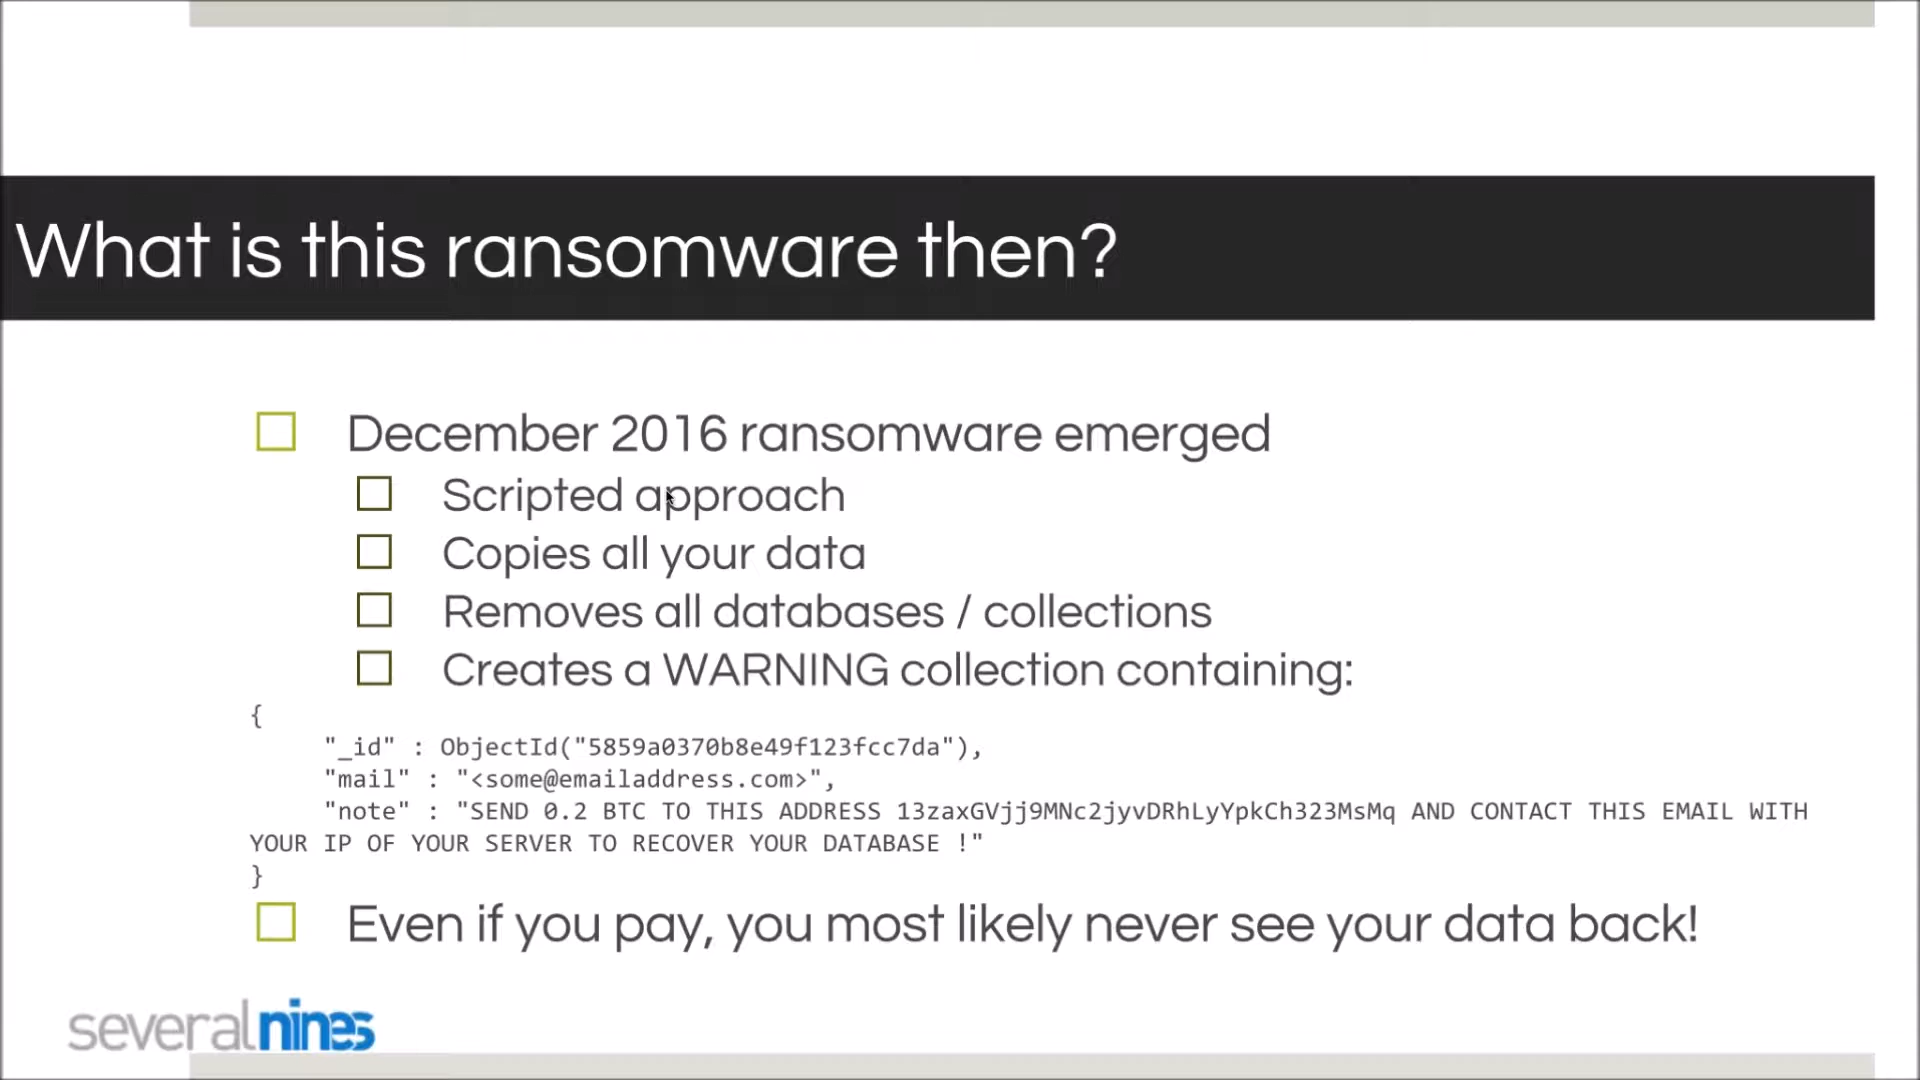 What is this ransomware then?
December 2016 ransomware emerged
Scripted approach
Copies all your data
Removes all databases / collections
Creates a WARNING collection containing:
{
"_id" : ObjectId("5859a0370b8e49f123fcc7da"),
"mail" : "<some@emailaddress.com>",
"note" : "SEND 0.2 BTC TO THIS ADDRESS 13zaxGVjj9MNc2jyvDRhLyYpkCh323MsMq AND CONTACT THIS EMAIL WITH
YOUR IP OF YOUR SERVER TO RECOVER YOUR DATABASE !"
}
Even if you pay, you most likely never see your data back!
severalnines